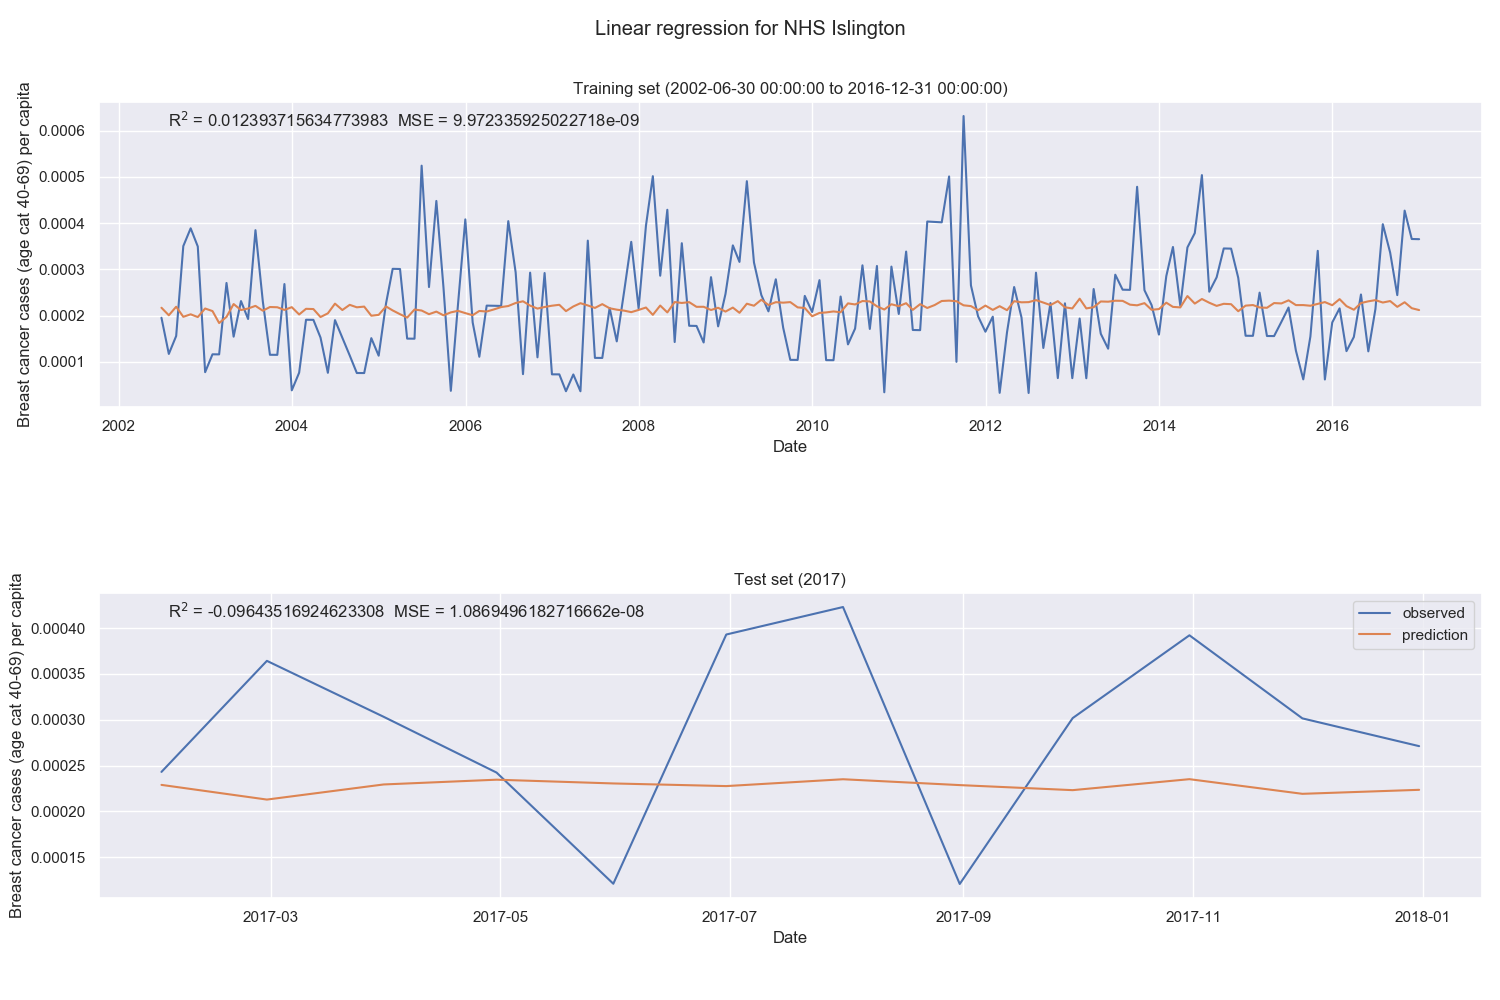 Linear regression for NHS Islington
Training set (2002-06-30 00:00:00 to 2016-12-31 00:00:00)
R² = 0.012393715634773983 MSE = 9.972335925022718e-09
Breast cancer cases (age cat 40-69) per capita
0.0006
0.0005
0.0004
0.0003
0.0002
0.0001
2002 2004 2006 2008 2010 2012 2014 2016
Date
Test set (2017)
R² = -0.09643516924623308 MSE = 1.0869496182716662e-08
observed
prediction
Breast cancer cases (age cat 40-69) per capita
0.00040
0.00035
0.00030
0.00025
0.00020
0.00015
2017-03 2017-05 2017-07 2017-09 2017-11 2018-01
Date